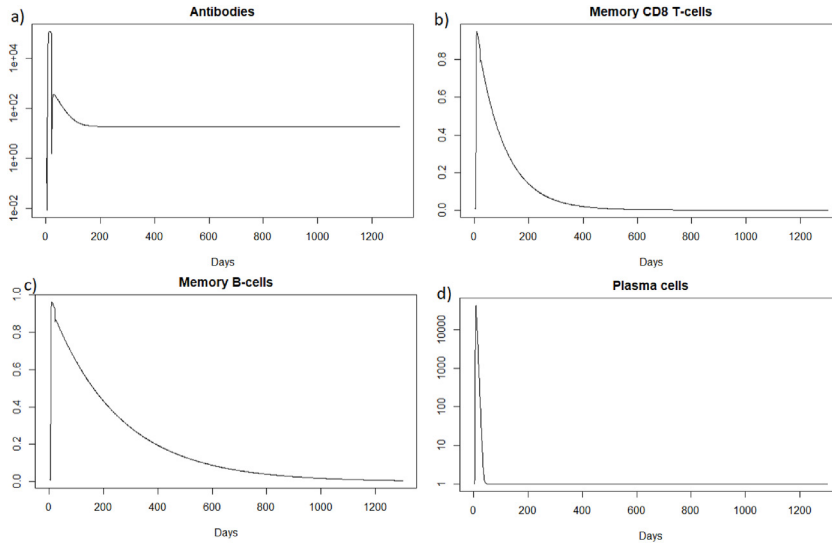 a)
Antibodies
1e+04
1e+02
1e+00
1e-02
0 200 400 600 800 1000 1200
Days
b)
Memory CD8 T-cells
0.8
0.6
0.4
0.2
0.0
0 200 400 600 800 1000 1200
Days
c)
Memory B-cells
1.0
0.8
0.6
0.4
0.2
0.0
0 200 400 600 800 1000 1200
Days
d)
Plasma cells
10000
1000
100
10
1
0 200 400 600 800 1000 1200
Days